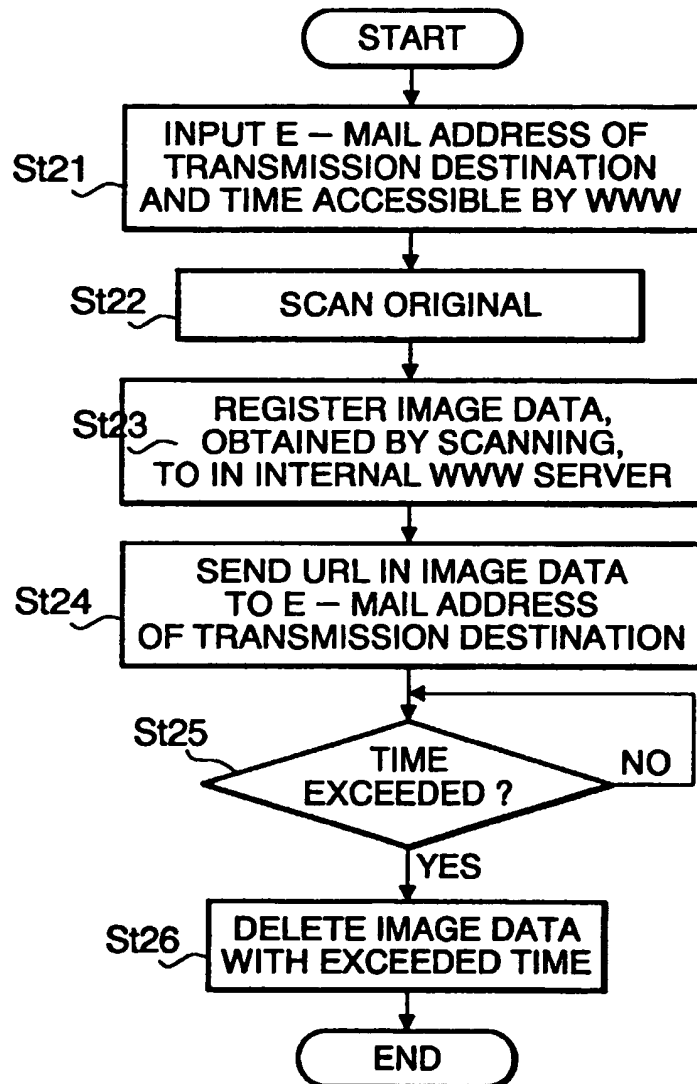 START
St21
INPUT E – MAIL ADDRESS OF
TRANSMISSION DESTINATION
AND TIME ACCESSIBLE BY WWW
St22
SCAN ORIGINAL
St23
REGISTER IMAGE DATA,
OBTAINED BY SCANNING,
TO IN INTERNAL WWW SERVER
St24
SEND URL IN IMAGE DATA
TO E – MAIL ADDRESS
OF TRANSMISSION DESTINATION
St25
TIME
EXCEEDED ?
NO
YES
St26
DELETE IMAGE DATA
WITH EXCEEDED TIME
END